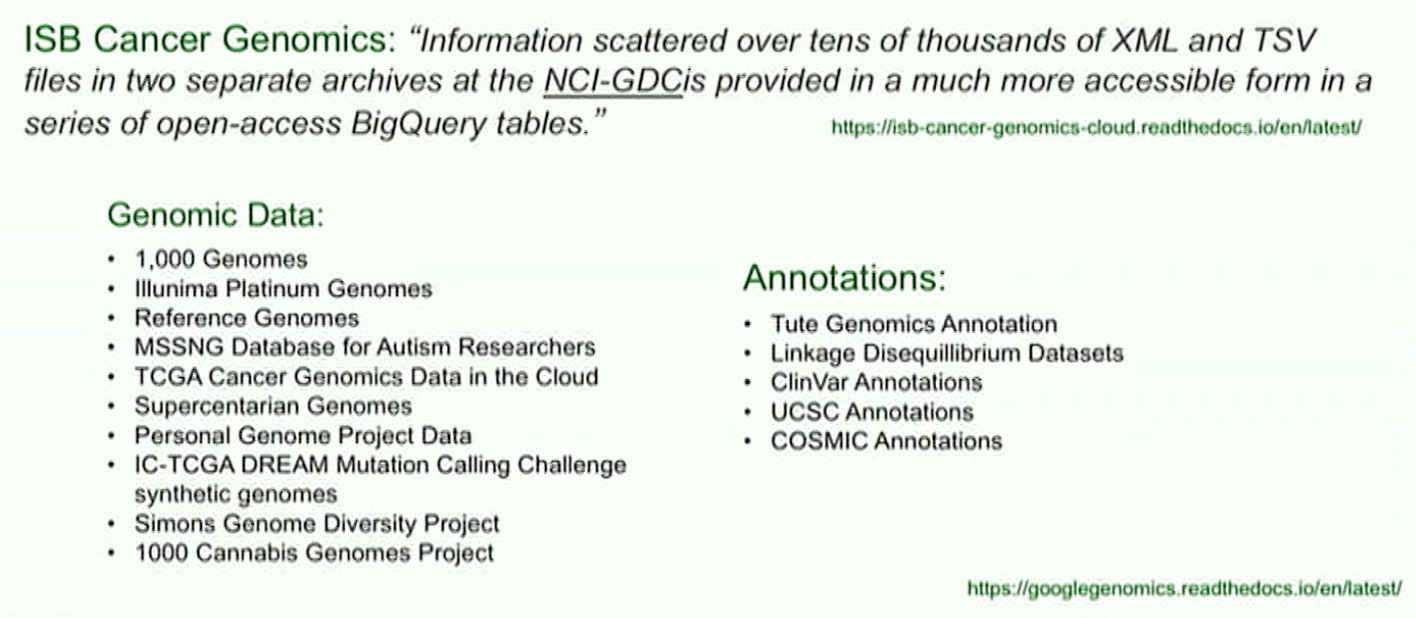 ISB Cancer Genomics: “Information scattered over tens of thousands of XML and TSV
files in two separate archives at the NCI-GDCis provided in a much more accessible form in a
series of open-access BigQuery tables.”
https://isb-cancer-genomics-cloud.readthedocs.io/en/latest/
Genomic Data:
• 1,000 Genomes
• Illunima Platinum Genomes
• Reference Genomes
• MSSNG Database for Autism Researchers
• TCGA Cancer Genomics Data in the Cloud
• Supercentarian Genomes
• Personal Genome Project Data
• IC-TCGA DREAM Mutation Calling Challenge
synthetic genomes
• Simons Genome Diversity Project
• 1000 Cannabis Genomes Project
Annotations:
• Tute Genomics Annotation
• Linkage Disequillibrium Datasets
• ClinVar Annotations
• UCSC Annotations
• COSMIC Annotations
https://googlegenomics.readthedocs.io/en/latest/